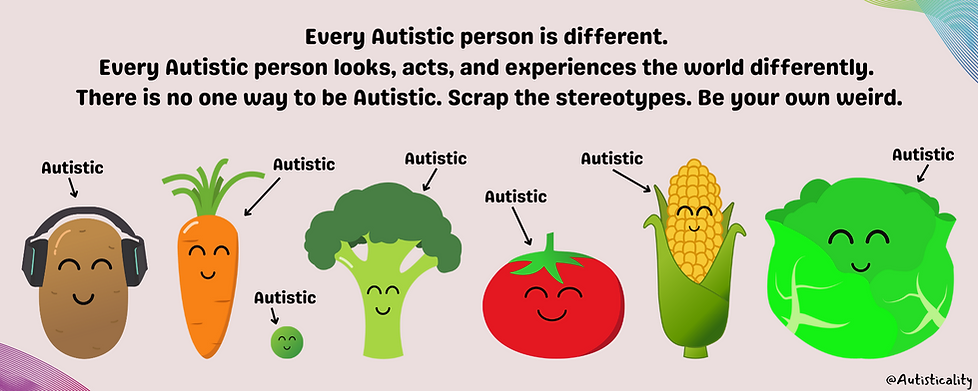 Every Autistic person is different.
Every Autistic person looks, acts, and experiences the world differently.
There is no one way to be Autistic. Scrap the stereotypes. Be your own weird.
Autistic
Autistic
Autistic
Autistic
Autistic
Autistic
Autistic
@Autisticality